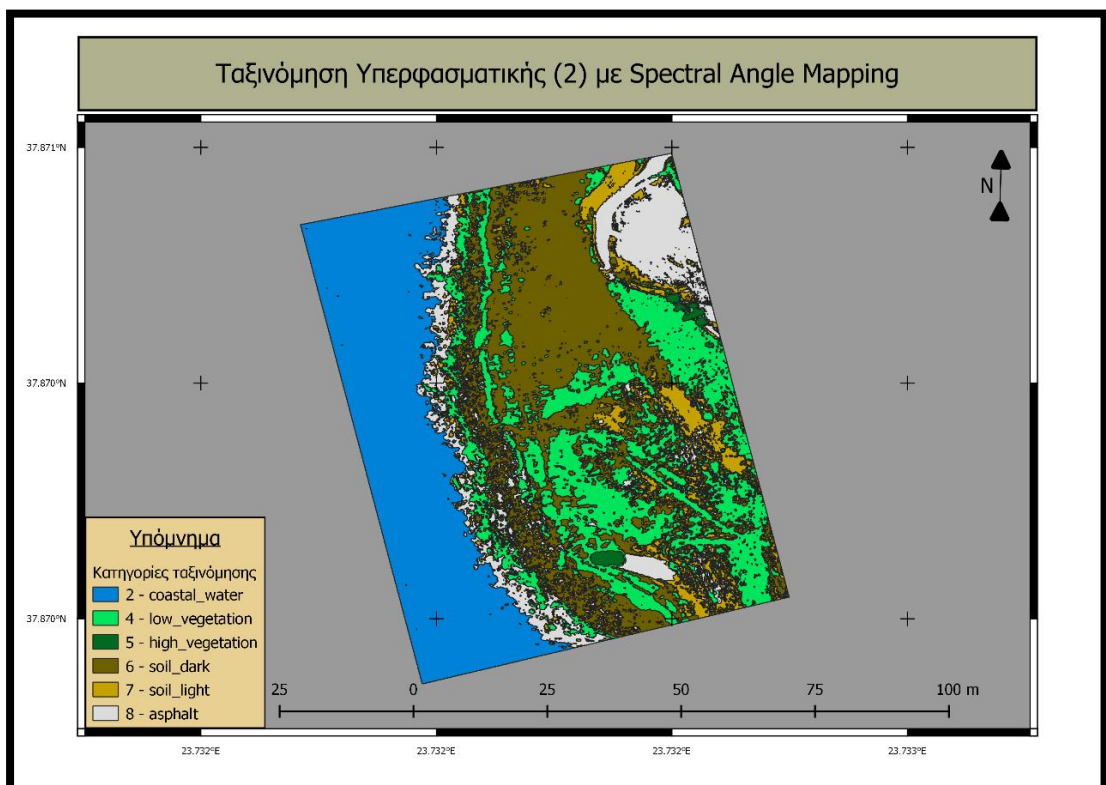 Ταξινόμηση Υπερφασματικής (2) με Spectral Angle Mapping
37.871°N
N
37.870°N
Υπόμνημα
Κατηγορίες ταξινόμησης
2 - coastal_water
4 - low_vegetation
5 - high_vegetation
6 - soil_dark
7 - soil_light
8 - asphalt
37.870°N
25 0 25 50 75 100 m
23.732°E 23.732°E 23.732°E 23.733°E